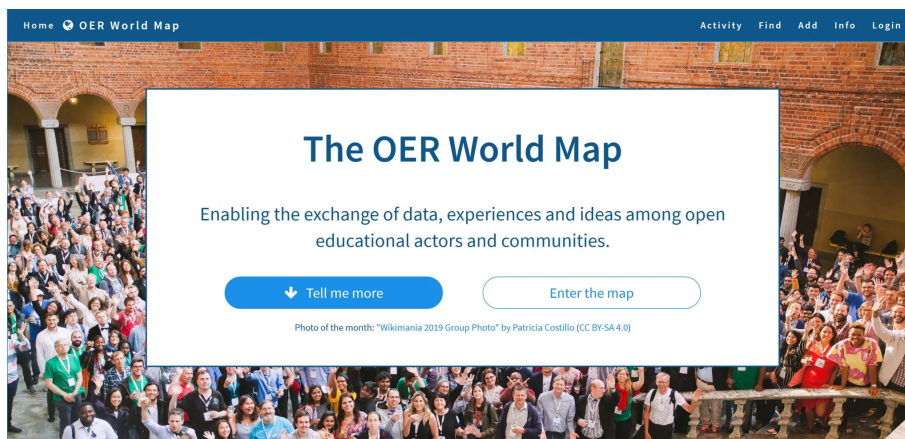 Home OER World Map Activity Find Add Info Login
The OER World Map
Enabling the exchange of data, experiences and ideas among open
educational actors and communities.
Tell me more Enter the map
Photo of the month: "Wikimania 2019 Group Photo" by Patricia Costillo (CC BY-SA 4.0)